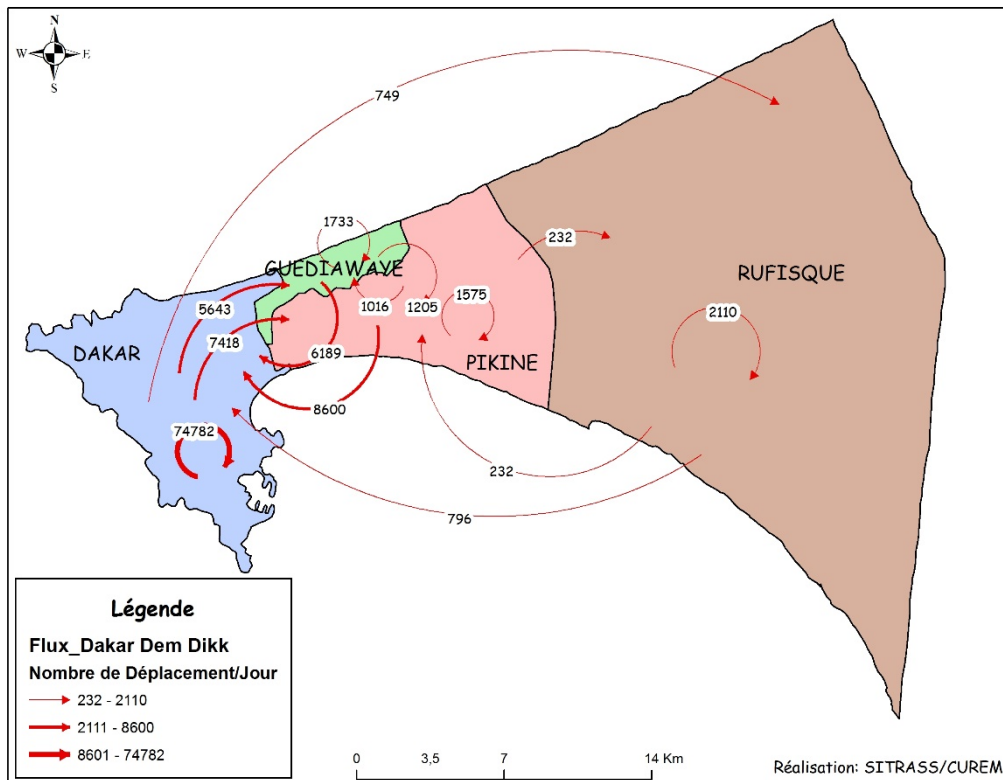 N
W E
S
749
1733
GUEDIAWAYE
232
RUFISQUE
5643
1016
1205
1575
2110
7418
DAKAR
6189
PIKINE
8600
74782
232
796
Légende
Flux_Dakar Dem Dikk
Nombre de Déplacement/Jour
232 - 2110
2111 - 8600
8601 - 74782
0 3,5 7 14 Km
Réalisation: SITRASS/CUREM